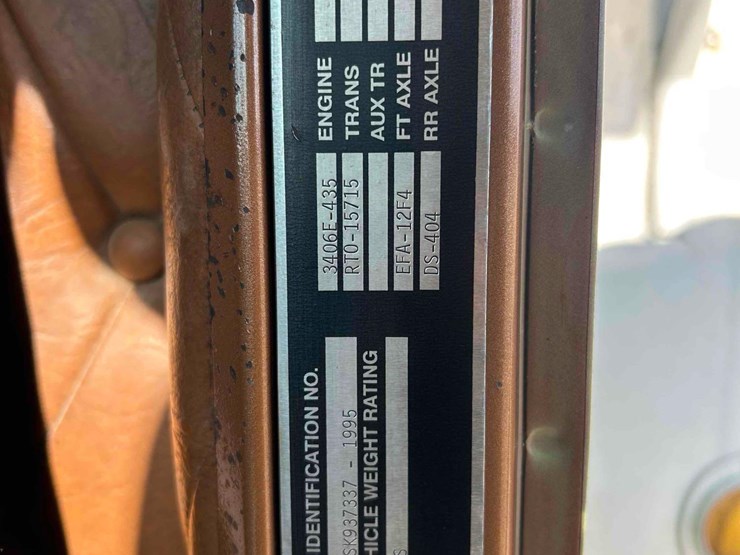 ENGINE 3406E-435
TRANS RTO-15715
AUX TR
FT AXLE EFA-12F4
RR AXLE DS-404
IDENTIFICATION NO.
SK937337 - 1995
HICLE WEIGHT RATING
S